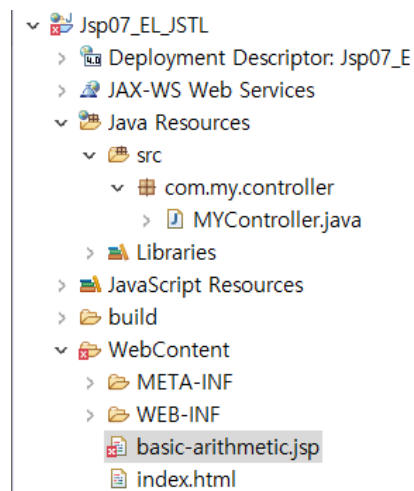 Jsp07_EL_JSTL
Deployment Descriptor: Jsp07_E
JAX-WS Web Services
Java Resources
src
com.my.controller
MYController.java
Libraries
JavaScript Resources
build
WebContent
META-INF
WEB-INF
basic-arithmetic.jsp
index.html